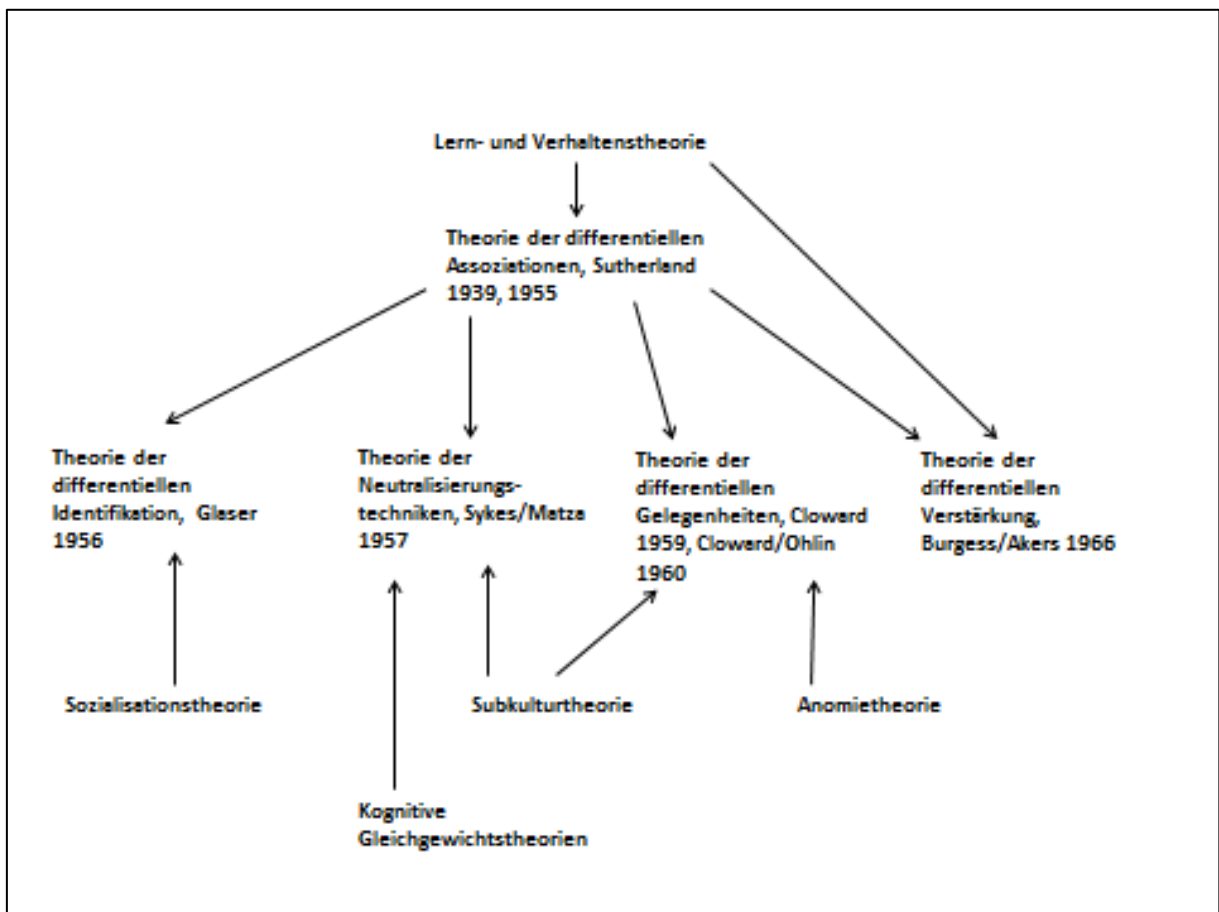 Lern- und Verhaltenstheorie
Theorie der differentiellen
Assoziationen, Sutherland
1939, 1955
Theorie der
differentiellen
Identifikation, Glaser
1956
Theorie der
Neutralisierungs-
techniken, Sykes/Matza
1957
Theorie der
differentiellen
Gelegenheiten, Cloward
1959, Cloward/Ohlin
1960
Theorie der
differentiellen
Verstärkung,
Burgess/Akers 1966
Sozialisationstheorie
Subkulturtheorie
Anomietheorie
Kognitive
Gleichgewichtstheorien